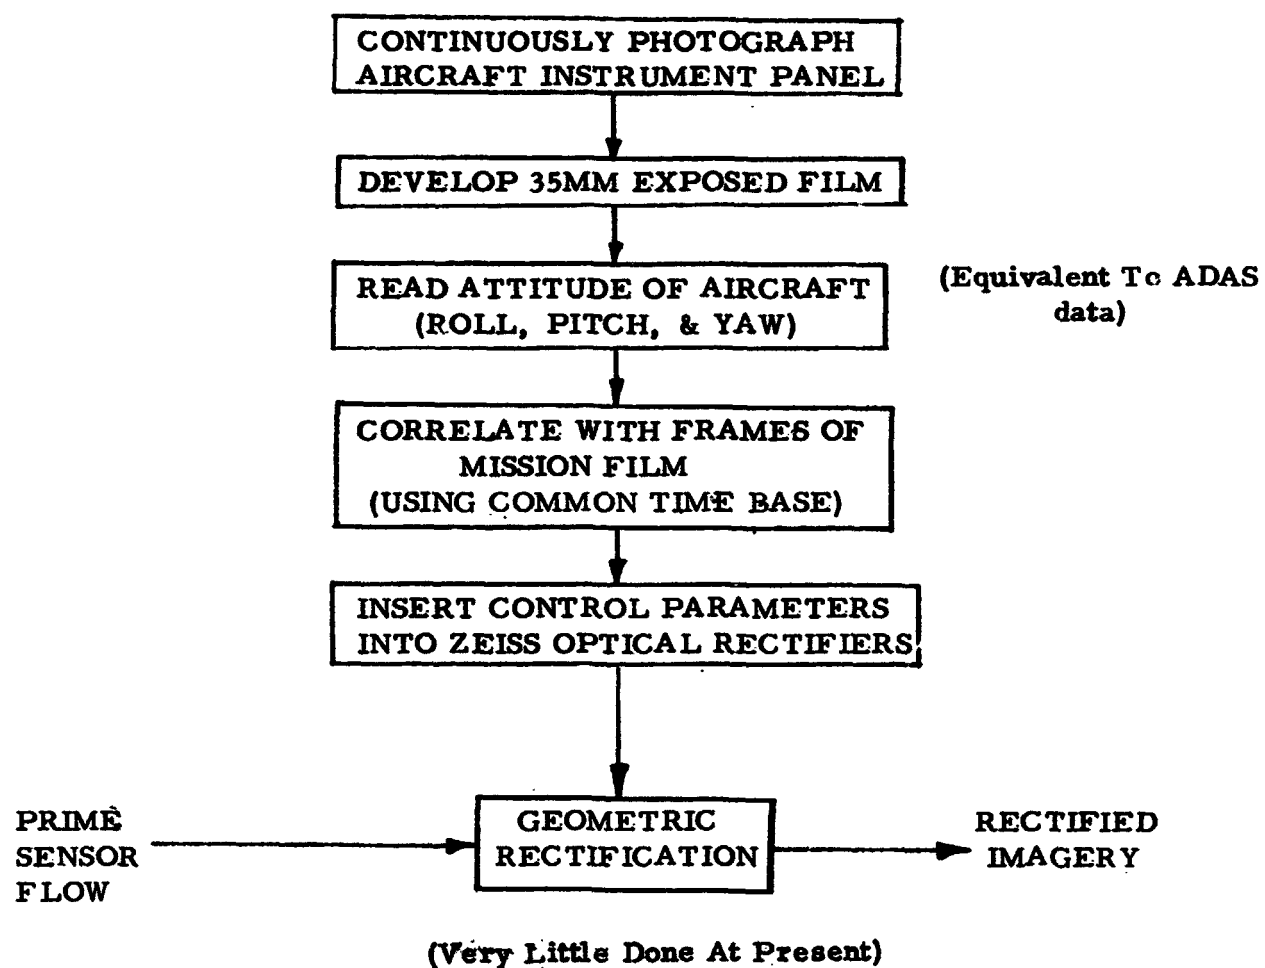 CONTINUOUSLY PHOTOGRAPH
AIRCRAFT INSTRUMENT PANEL
DEVELOP 35MM EXPOSED FILM
READ ATTITUDE OF AIRCRAFT
(ROLL, PITCH, & YAW)
(Equivalent To ADAS
data)
CORRELATE WITH FRAMES OF
MISSION FILM
(USING COMMON TIME BASE)
INSERT CONTROL PARAMETERS
INTO ZEISS OPTICAL RECTIFIERS
PRIME
SENSOR
FLOW
GEOMETRIC
RECTIFICATION
RECTIFIED
IMAGERY
(Very Little Done At Present)